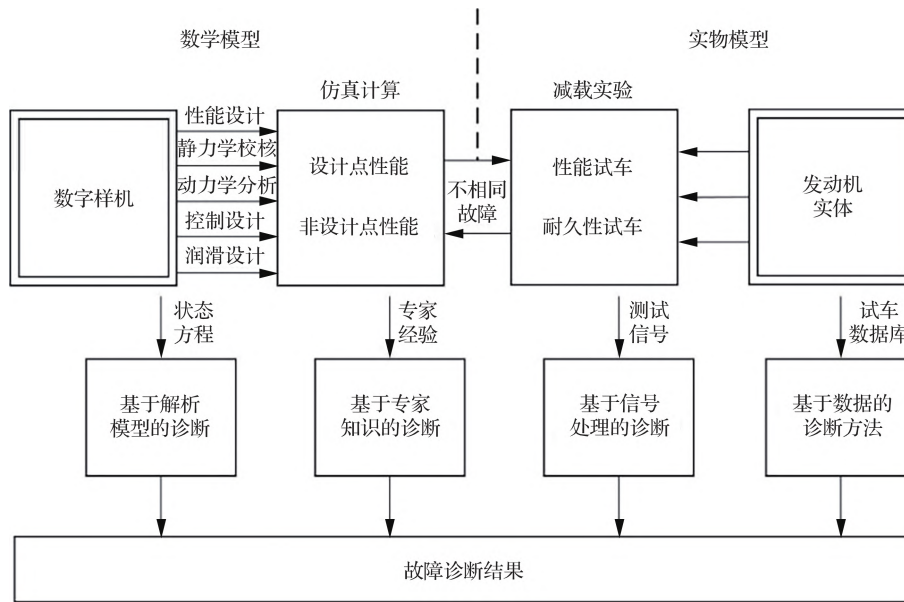 数学模型
实物模型
仿真计算
减载实验
数字样机
性能设计
静力学校核
动力学分析
控制设计
润滑设计
设计点性能
非设计点性能
不相同
故障
性能试车
耐久性试车
发动机
实体
状态
方程
专家
经验
测试
信号
试车
数据库
基于解析
模型的诊断
基于专家
知识的诊断
基于信号
处理的诊断
基于数据的
诊断方法
故障诊断结果